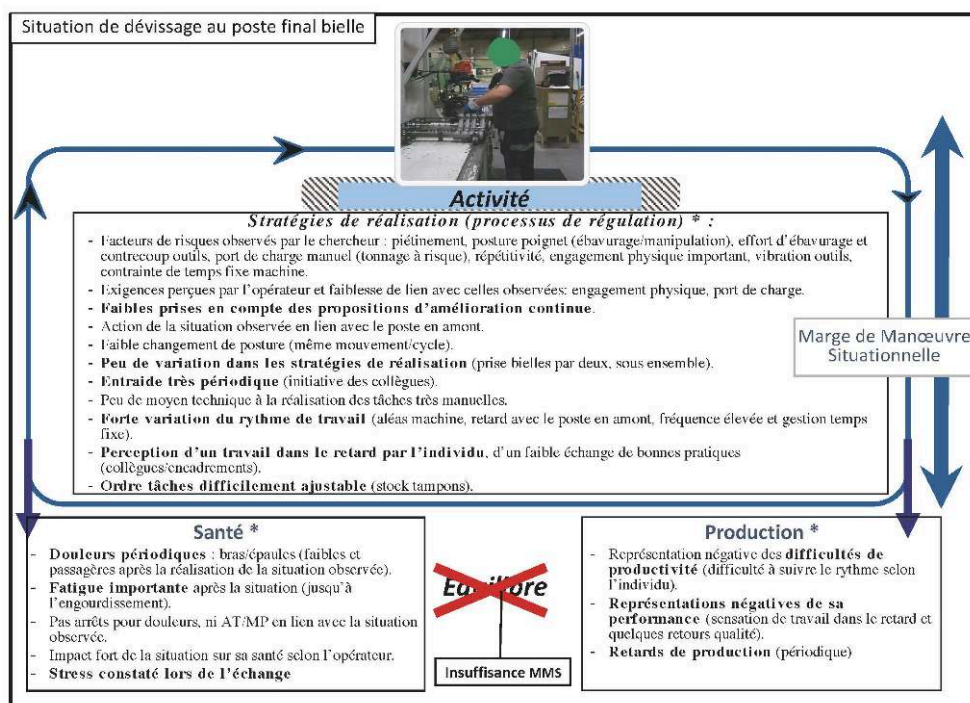 Situation de dévissage au poste final bielle
Activité
Stratégies de réalisation (processus de régulation) * :
- Facteurs de risques observés par le chercheur : piétinement, posture poignet (ébavurage/manipulation), effort d'ébavurage et
contrecoup outils, port de charge manuel (tonnage à risque), répétitivité, engagement physique important, vibration outils,
contrainte de temps fixe machine.
- Exigences perçues par l'opérateur et faiblesse de lien avec celles observées: engagement physique, port de charge.
- Faibles prises en compte des propositions d'amélioration continue.
- Action de la situation observée en lien avec le poste en amont.
- Faible changement de posture (même mouvement/cycle).
- Peu de variation dans les stratégies de réalisation (prise bielles par deux, sous ensemble).
- Entraide très périodique (initiative des collègues).
- Peu de moyen technique à la réalisation des tâches très manuelles.
- Forte variation du rythme de travail (aléas machine, retard avec le poste en amont, fréquence élevée et gestion temps
fixe).
- Perception d'un travail dans le retard par l'individu, d'un faible échange de bonnes pratiques
(collègues/encadrements).
- Ordre tâches difficilement ajustable (stock tampons).
Marge de Manœuvre
Situationnelle
Santé *
- Douleurs périodiques : bras/épaules (faibles et
passagères après la réalisation de la situation observée).
- Fatigue importante après la situation (jusqu'à
l'engourdissement).
- Pas arrêts pour douleurs, ni AT/MP en lien avec la situation
observée.
- Impact fort de la situation sur sa santé selon l'opérateur.
- Stress constaté lors de l'échange
Equilibre
Insuffisance MMS
Production *
- Représentation négative des difficultés de
productivité (difficulté à suivre le rythme selon
l'individu).
- Représentations négatives de sa
performance (sensation de travail dans le retard et
quelques retours qualité).
- Retards de production (périodique)